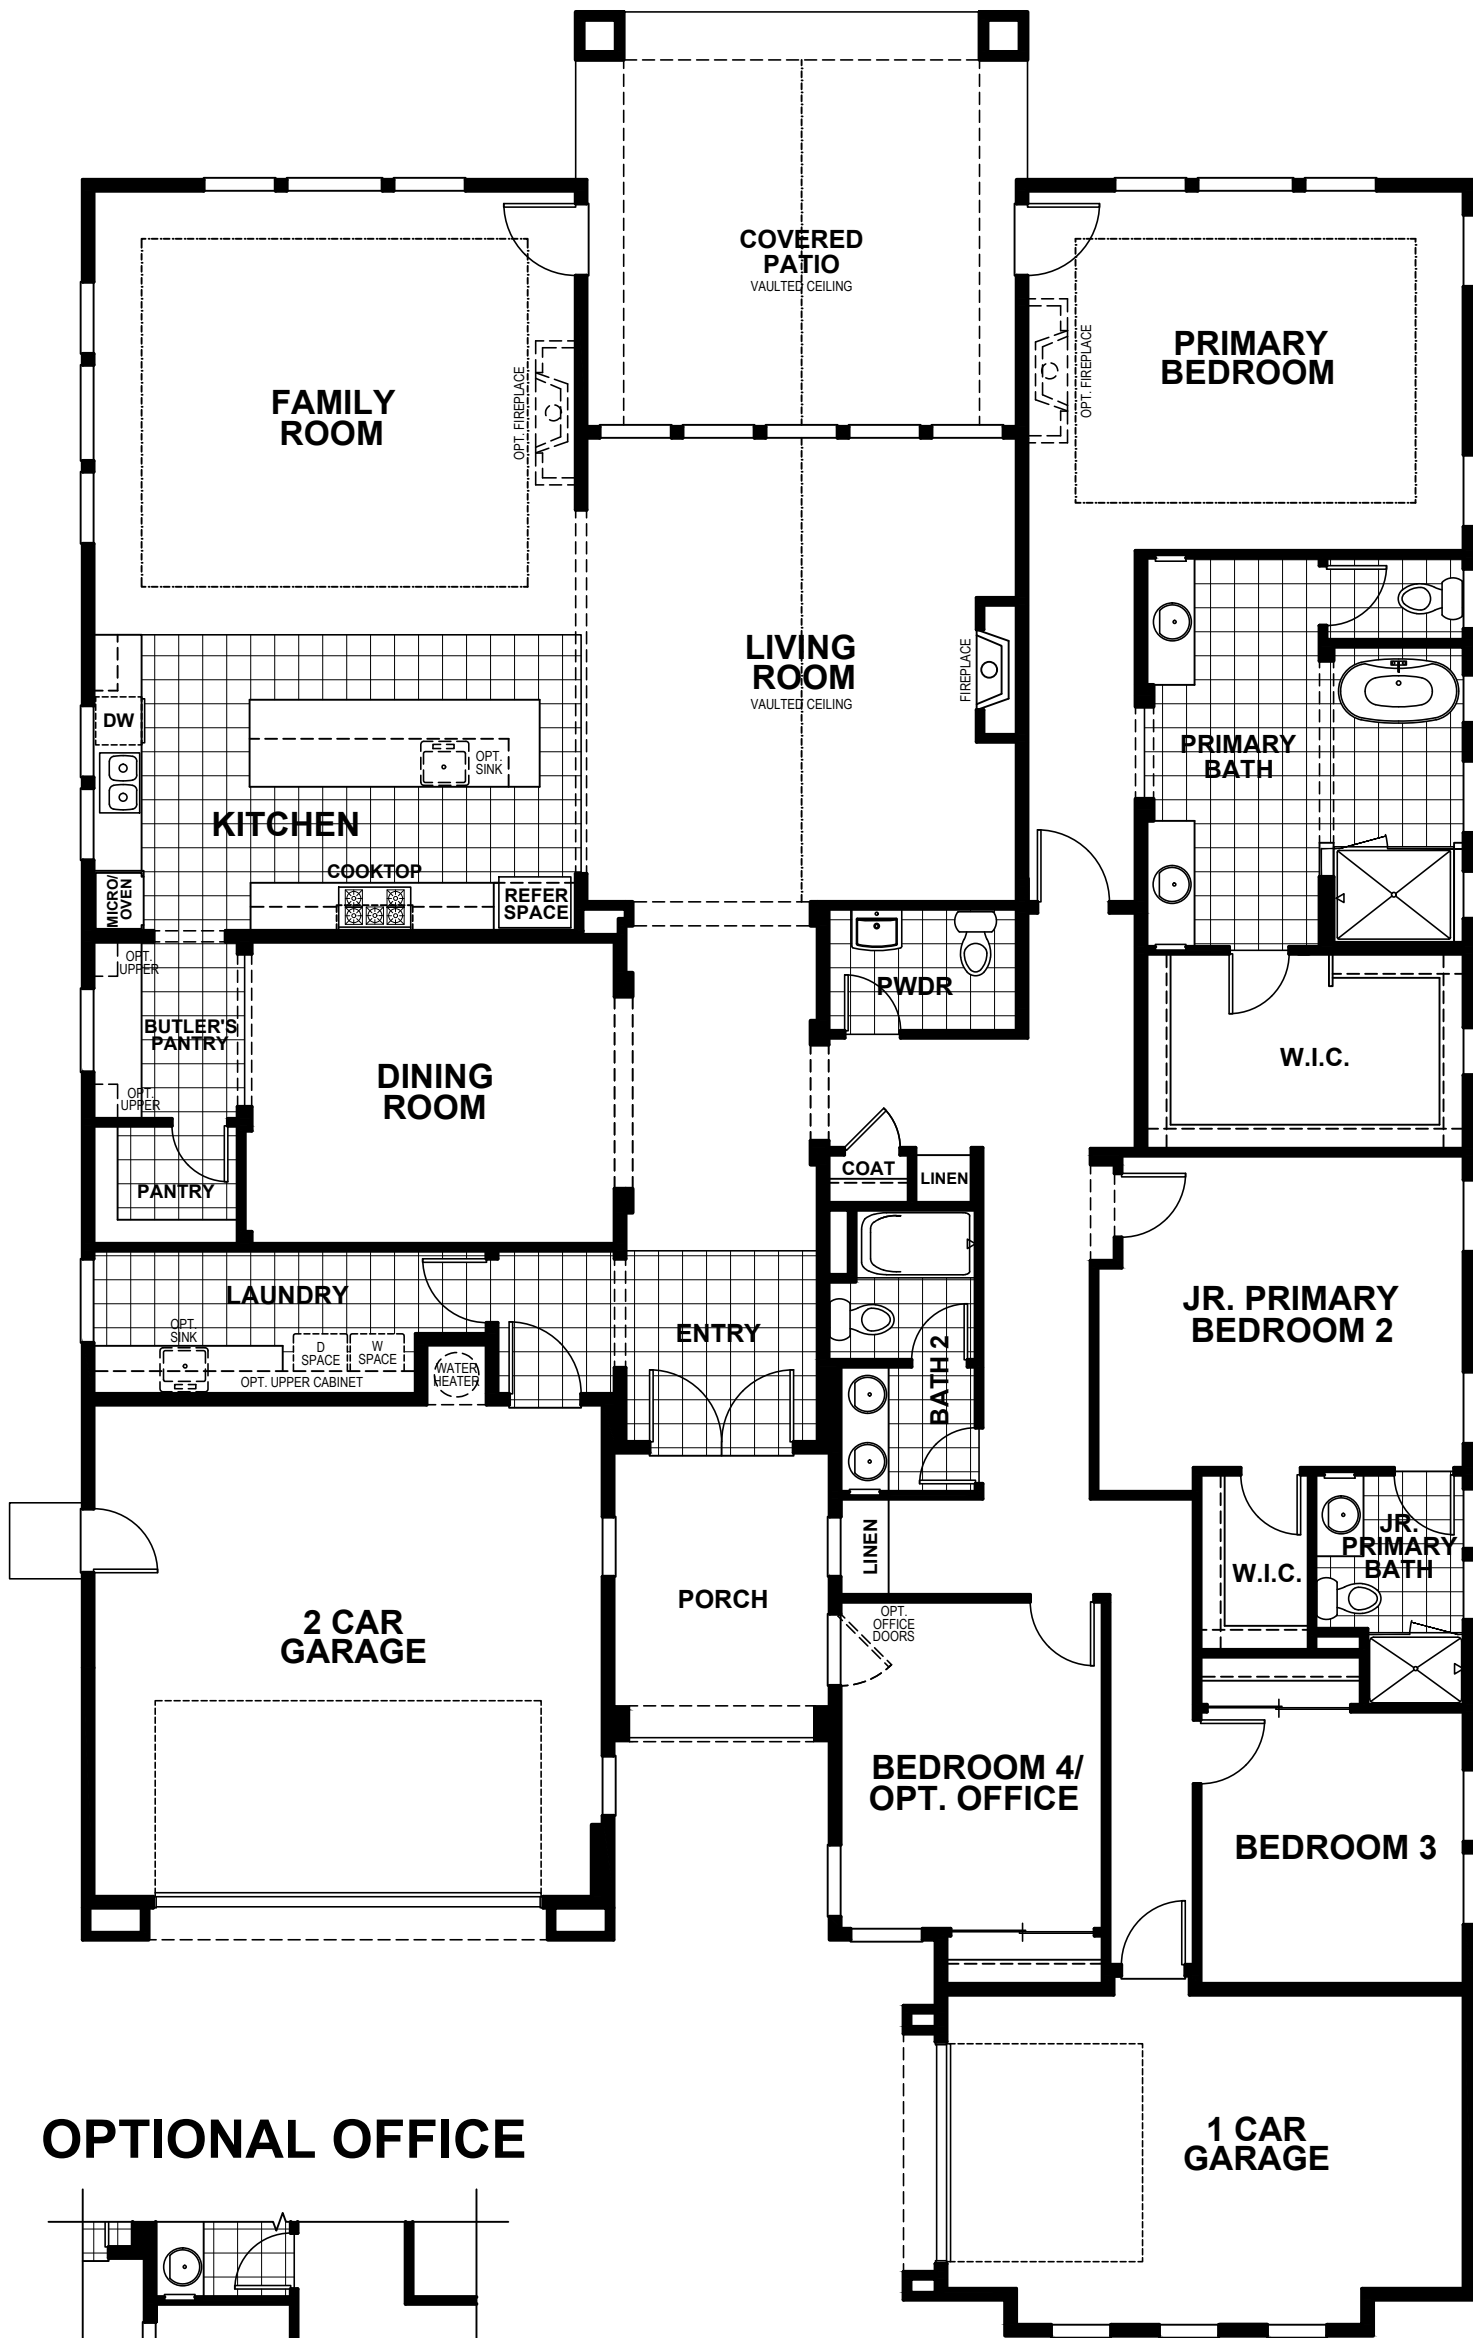 COVERED
PATIO
VAULTED CEILING
PRIMARY
BEDROOM
OPT. FIREPLACE
FAMILY
ROOM
OPT. FIREPLACE
LIVING
ROOM
VAULTED CEILING
FIREPLACE
DW
OPT.
SINK
KITCHEN
COOKTOP
MICRO/
OVEN
REFER
SPACE
PRIMARY
BATH
OPT.
UPPER
BUTLER'S
PANTRY
OPT.
UPPER
PANTRY
DINING
ROOM
PWDR
W.I.C.
COAT
LINEN
LAUNDRY
OPT.
SINK
D
SPACE
W
SPACE
OPT. UPPER CABINET
WATER
HEATER
ENTRY
BATH 2
JR. PRIMARY
BEDROOM 2
LINEN
W.I.C.
JR.
PRIMARY
BATH
2 CAR
GARAGE
PORCH
OPT.
OFFICE
DOORS
BEDROOM 4/
OPT. OFFICE
BEDROOM 3
1 CAR
GARAGE
OPTIONAL OFFICE